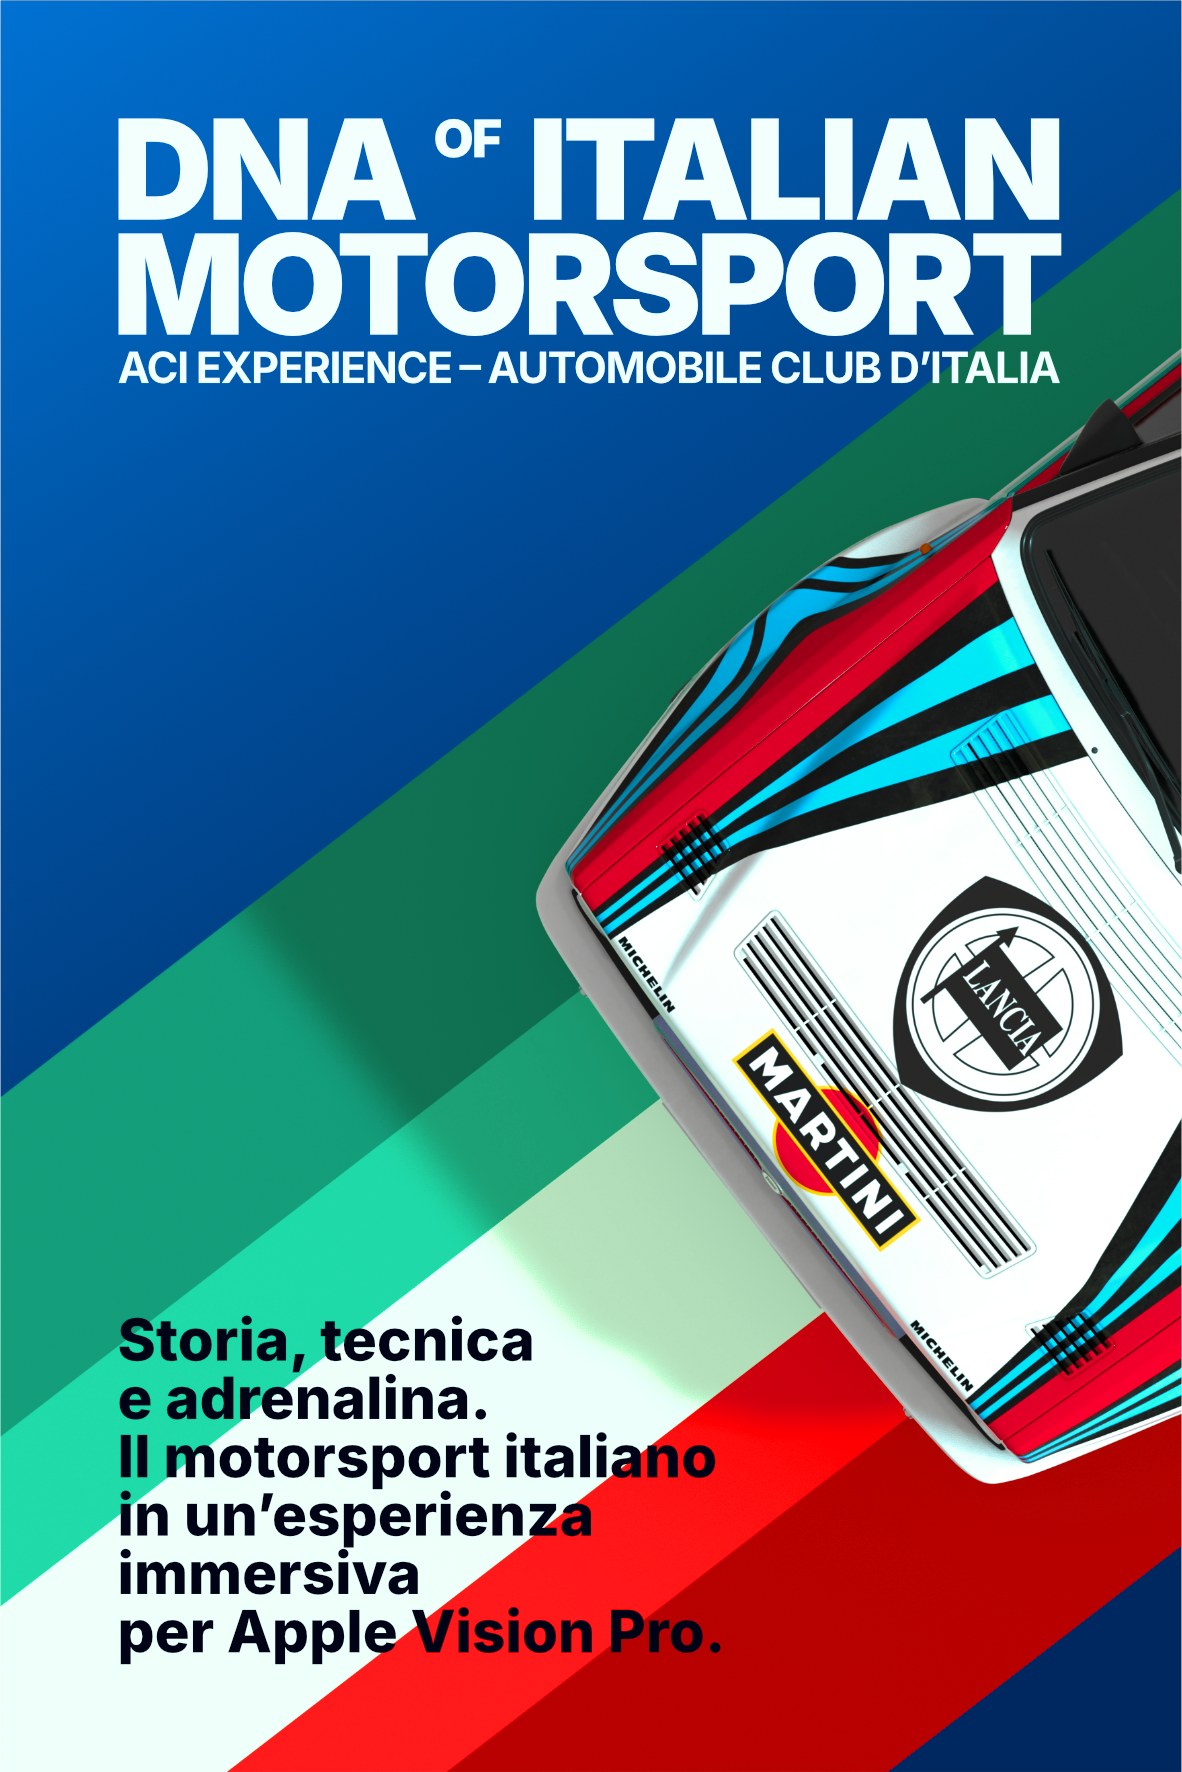 DNA OF ITALIAN
MOTORSPORT
ACI EXPERIENCE – AUTOMOBILE CLUB D’ITALIA
MICHELIN
LANCIA
MARTINI
MICHELIN
Storia, tecnica
e adrenalina.
Il motorsport italiano
in un’esperienza
immersiva
per Apple Vision Pro.